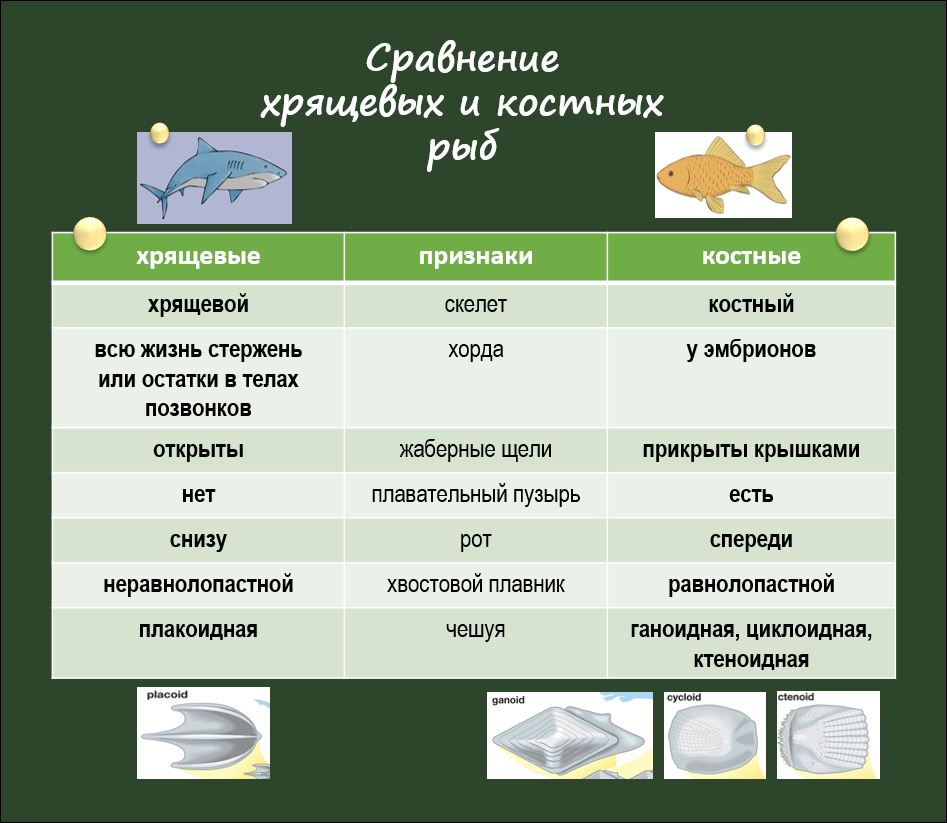 Сравнение
хрящевых и костных
рыб
хрящевые признаки костные
хрящевой скелет костный
всю жизнь стержень хорда у эмбрионов
или остатки в телах
позвонков
открыты жаберные щели прикрыты крышками
нет плавательный пузырь есть
снизу рот спереди
неравнолопастной хвостовой плавник равнолопастной
плакоидная чешуя ганоидная, циклоидная,
ктеноидная
placoid ganoid cycloid ctenoid